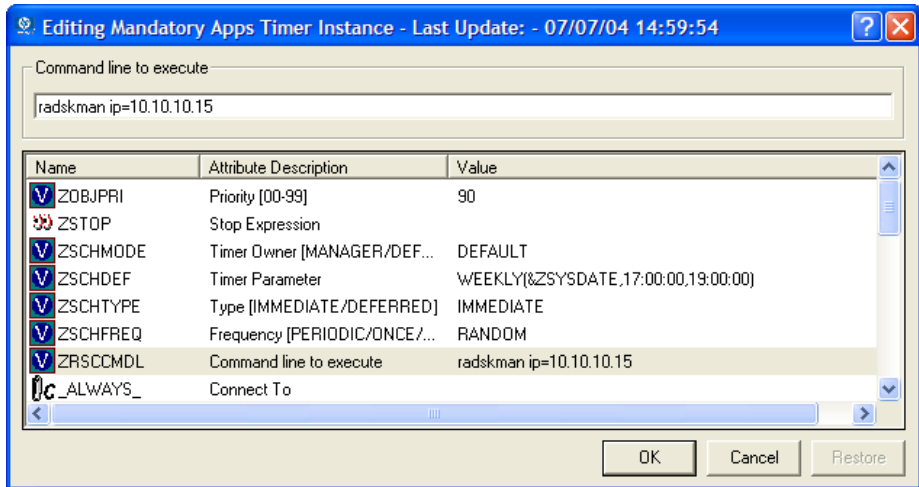 Editing Mandatory Apps Timer Instance - Last Update: - 07/07/04 14:59:54
Command line to execute
radskman ip=10.10.10.15
Name Attribute Description Value
V ZOBJPRI Priority [00-99] 90
ZSTOP Stop Expression
V ZSCHMODE Timer Owner [MANAGER/DEF... DEFAULT
V ZSCHDEF Timer Parameter WEEKLY(&ZSYSDATE,17:00:00,19:00:00)
V ZSCHTYPE Type [IMMEDIATE/DEFERRED] IMMEDIATE
V ZSCHFREQ Frequency [PERIODIC/ONCE/... RANDOM
V ZRSCCMDL Command line to execute radskman ip=10.10.10.15
C _ALWAYS_ Connect To
OK Cancel Restore